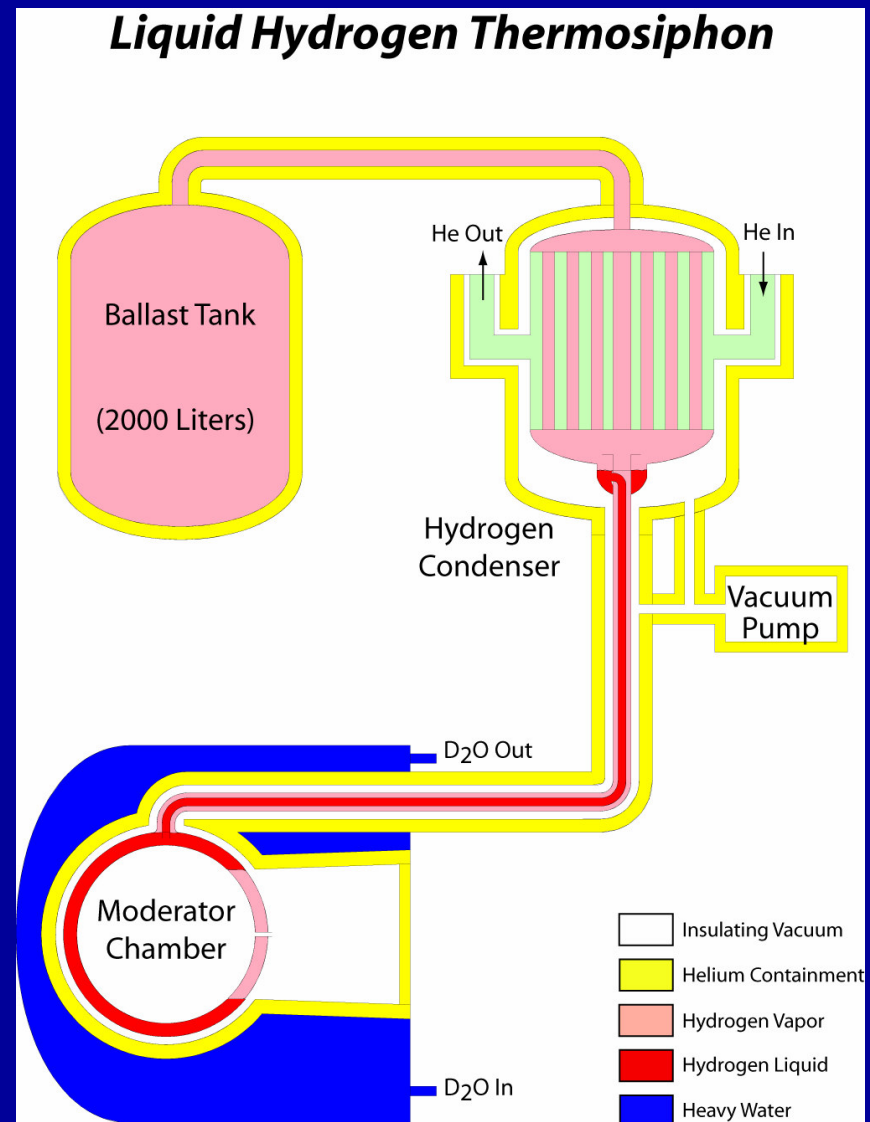 Liquid Hydrogen Thermosiphon
He Out
He In
Ballast Tank
(2000 Liters)
Hydrogen
Condenser
Vacuum
Pump
D₂O Out
Moderator
Chamber
Insulating Vacuum
Helium Containment
Hydrogen Vapor
Hydrogen Liquid
D₂O In
Heavy Water